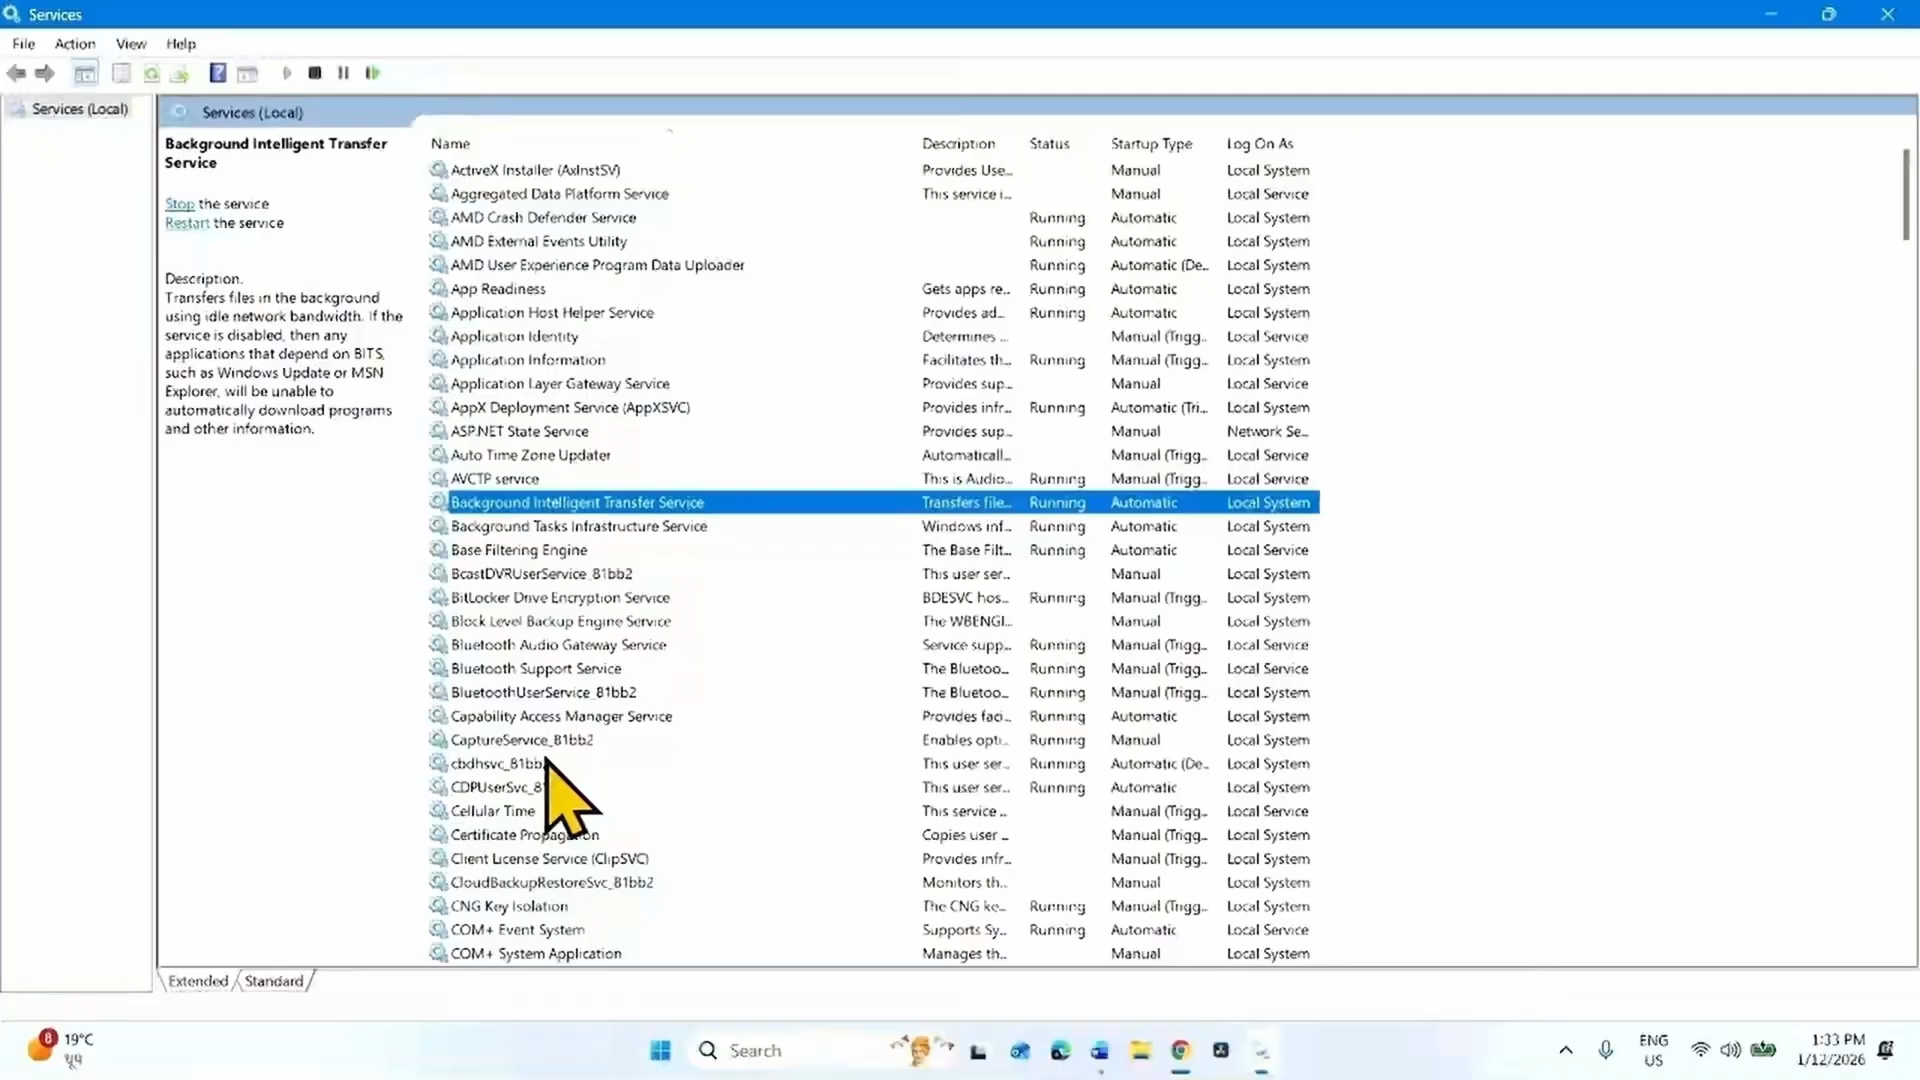 Services
File Action View Help
Services (Local)
Services (Local)
Background Intelligent Transfer
Service
Stop the service
Restart the service
Description.
Transfers files in the background
using idle network bandwidth. If the
service is disabled, then any
applications that depend on BITS,
such as Windows Update or MSN
Explorer, will be unable to
automatically download programs
and other information.
Name Description Status Startup Type Log On As
ActiveX Installer (AxInstSV) Provides Use... Manual Local System
Aggregated Data Platform Service This service i... Manual Local Service
AMD Crash Defender Service Running Automatic Local System
AMD External Events Utility Running Automatic Local System
AMD User Experience Program Data Uploader Running Automatic (De... Local System
App Readiness Gets apps re... Running Automatic Local System
Application Host Helper Service Provides ad... Running Automatic Local System
Application Identity Determines ... Manual (Trigg... Local Service
Application Information Facilitates th... Running Manual (Trigg... Local System
Application Layer Gateway Service Provides sup... Manual Local Service
AppX Deployment Service (AppXSVC) Provides infr... Running Automatic (Tri... Local System
ASP.NET State Service Provides sup... Manual Network Se...
Auto Time Zone Updater Automaticall... Manual (Trigg... Local Service
AVCTP service This is Audio... Running Manual (Trigg... Local Service
Background Intelligent Transfer Service Transfers file... Running Automatic Local System
Background Tasks Infrastructure Service Windows inf... Running Automatic Local System
Base Filtering Engine The Base Filt... Running Automatic Local Service
BcastDVRUserService_81bb2 This user ser... Manual Local System
BitLocker Drive Encryption Service BDESVC hos... Running Manual (Trigg... Local System
Block Level Backup Engine Service The WBENGI... Manual Local System
Bluetooth Audio Gateway Service Service supp... Running Manual (Trigg... Local Service
Bluetooth Support Service The Bluetoo... Running Manual (Trigg... Local Service
BluetoothUserService_81bb2 The Bluetoo... Running Manual (Trigg... Local System
Capability Access Manager Service Provides faci... Running Automatic Local System
CaptureService_81bb2 Enables opti... Running Manual Local System
cbdhsvc_81bb This user ser... Running Automatic (De... Local System
CDPUserSvc_8 This user ser... Running Automatic Local System
Cellular Time This service ... Manual (Trigg... Local Service
Certificate Propagation Copies user ... Manual (Trigg... Local System
Client License Service (ClipSVC) Provides infr... Manual (Trigg... Local System
CloudBackupRestoreSvc_81bb2 Monitors th... Manual Local System
CNG Key Isolation The CNG ke... Running Manual (Trigg... Local System
COM+ Event System Supports Sy... Running Automatic Local Service
COM+ System Application Manages th... Manual Local System
Extended Standard
8 19°C
Search
ENG
US
1:33 PM
1/12/2026